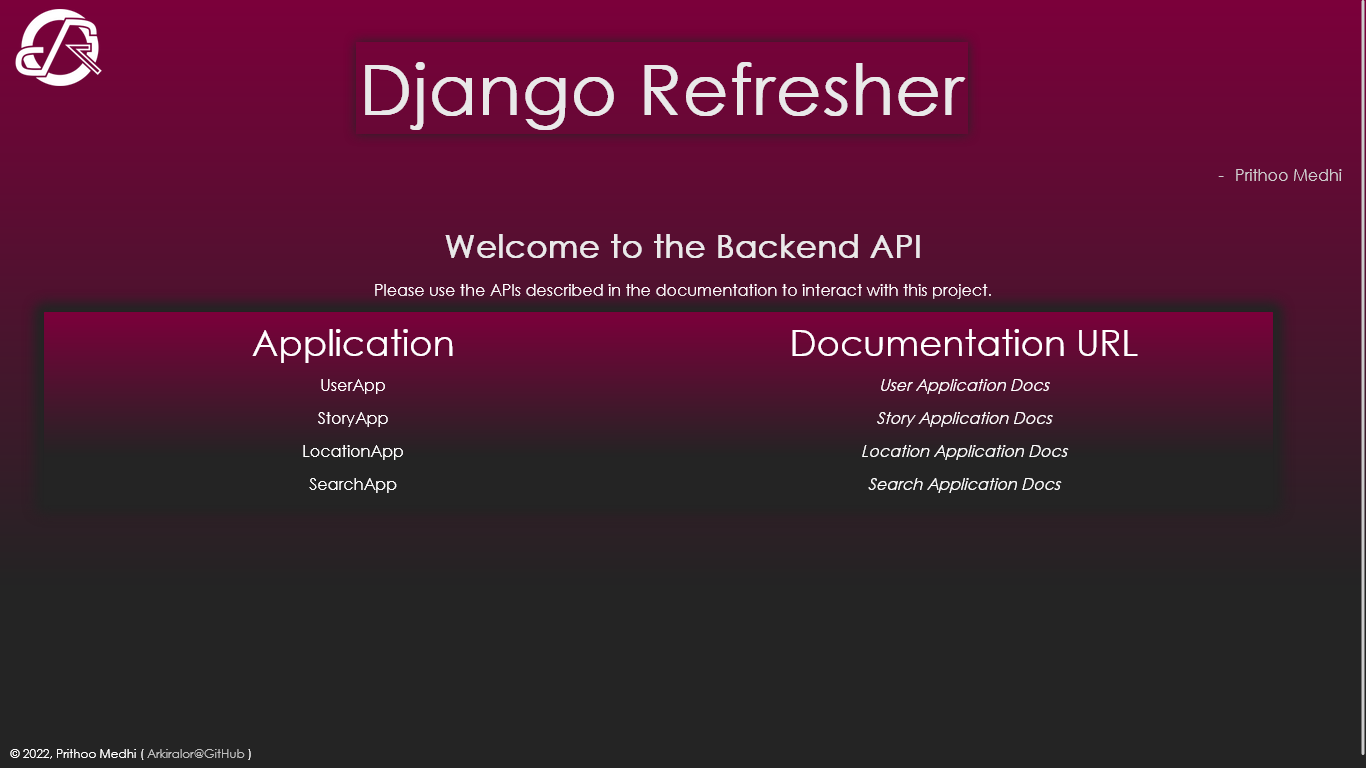 Django Refresher
- Prithoo Medhi
Welcome to the Backend API
Please use the APIs described in the documentation to interact with this project.
Application Documentation URL
UserApp User Application Docs
StoryApp Story Application Docs
LocationApp Location Application Docs
SearchApp Search Application Docs
© 2022, Prithoo Medhi ( Arkiralor@GitHub )